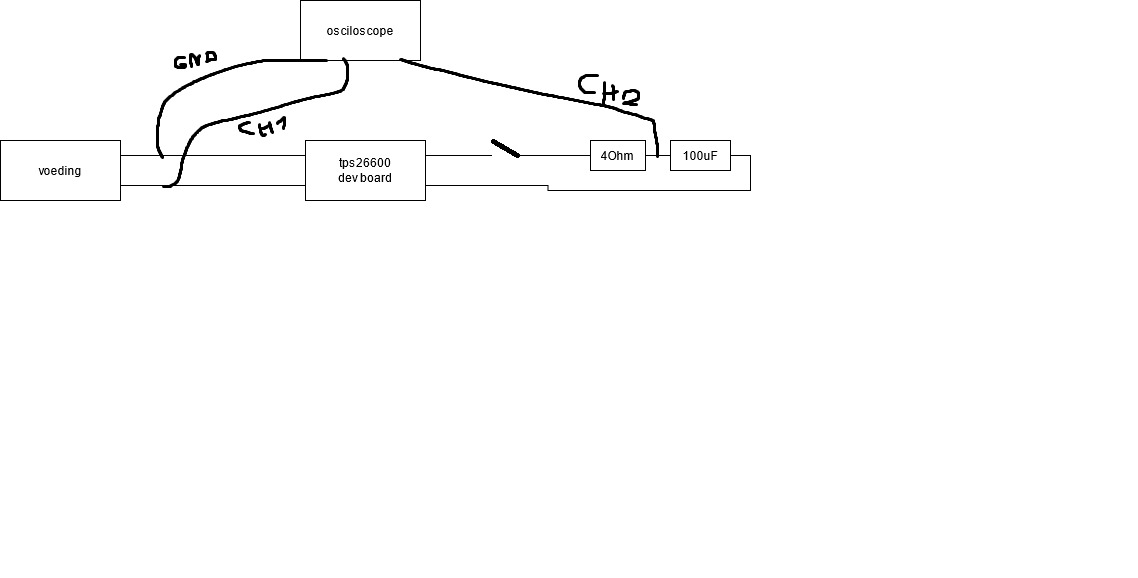 osciloscope
GND
CH1
CH2
voeding
tps26600
dev board
4Ohm
100uF